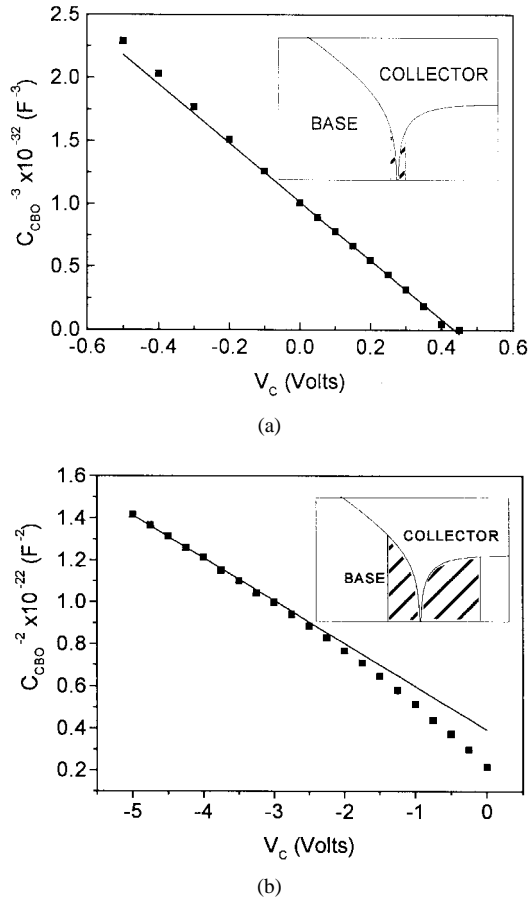 2.5
2.0
1.5
1.0
0.5
0.0
C_CBO^-3 x10^-32 (F^-3)
COLLECTOR
BASE
-0.6 -0.4 -0.2 0.0 0.2 0.4 0.6
V_C (Volts)
(a)
1.6
1.4
1.2
1.0
0.8
0.6
0.4
0.2
C_CBO^-2 x10^-22 (F^-2)
COLLECTOR
BASE
-5 -4 -3 -2 -1 0
V_C (Volts)
(b)